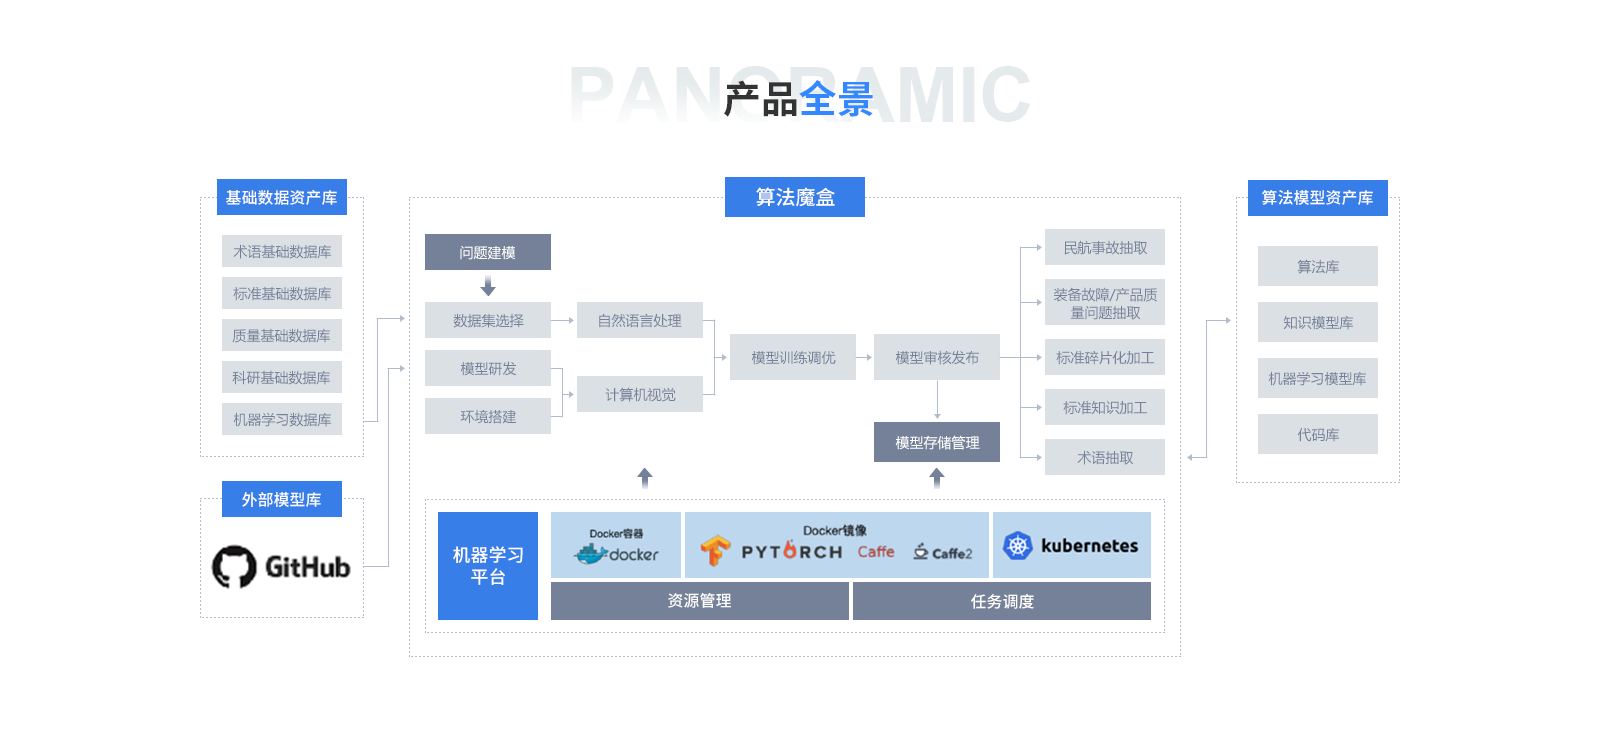 PANORAMIC
产品全景
基础数据资产库
术语基础数据库
标准基础数据库
质量基础数据库
科研基础数据库
机器学习数据库
外部模型库
GitHub
算法魔盒
问题建模
数据集选择
模型研发
环境搭建
自然语言处理
计算机视觉
模型训练调优
模型审核发布
模型存储管理
民航事故抽取
装备故障/产品质
量问题抽取
标准碎片化加工
标准知识加工
术语抽取
机器学习
平台
Docker容器
docker
Docker镜像
PYTORCH
Caffe
Caffe2
kubernetes
资源管理
任务调度
算法模型资产库
算法库
知识模型库
机器学习模型库
代码库